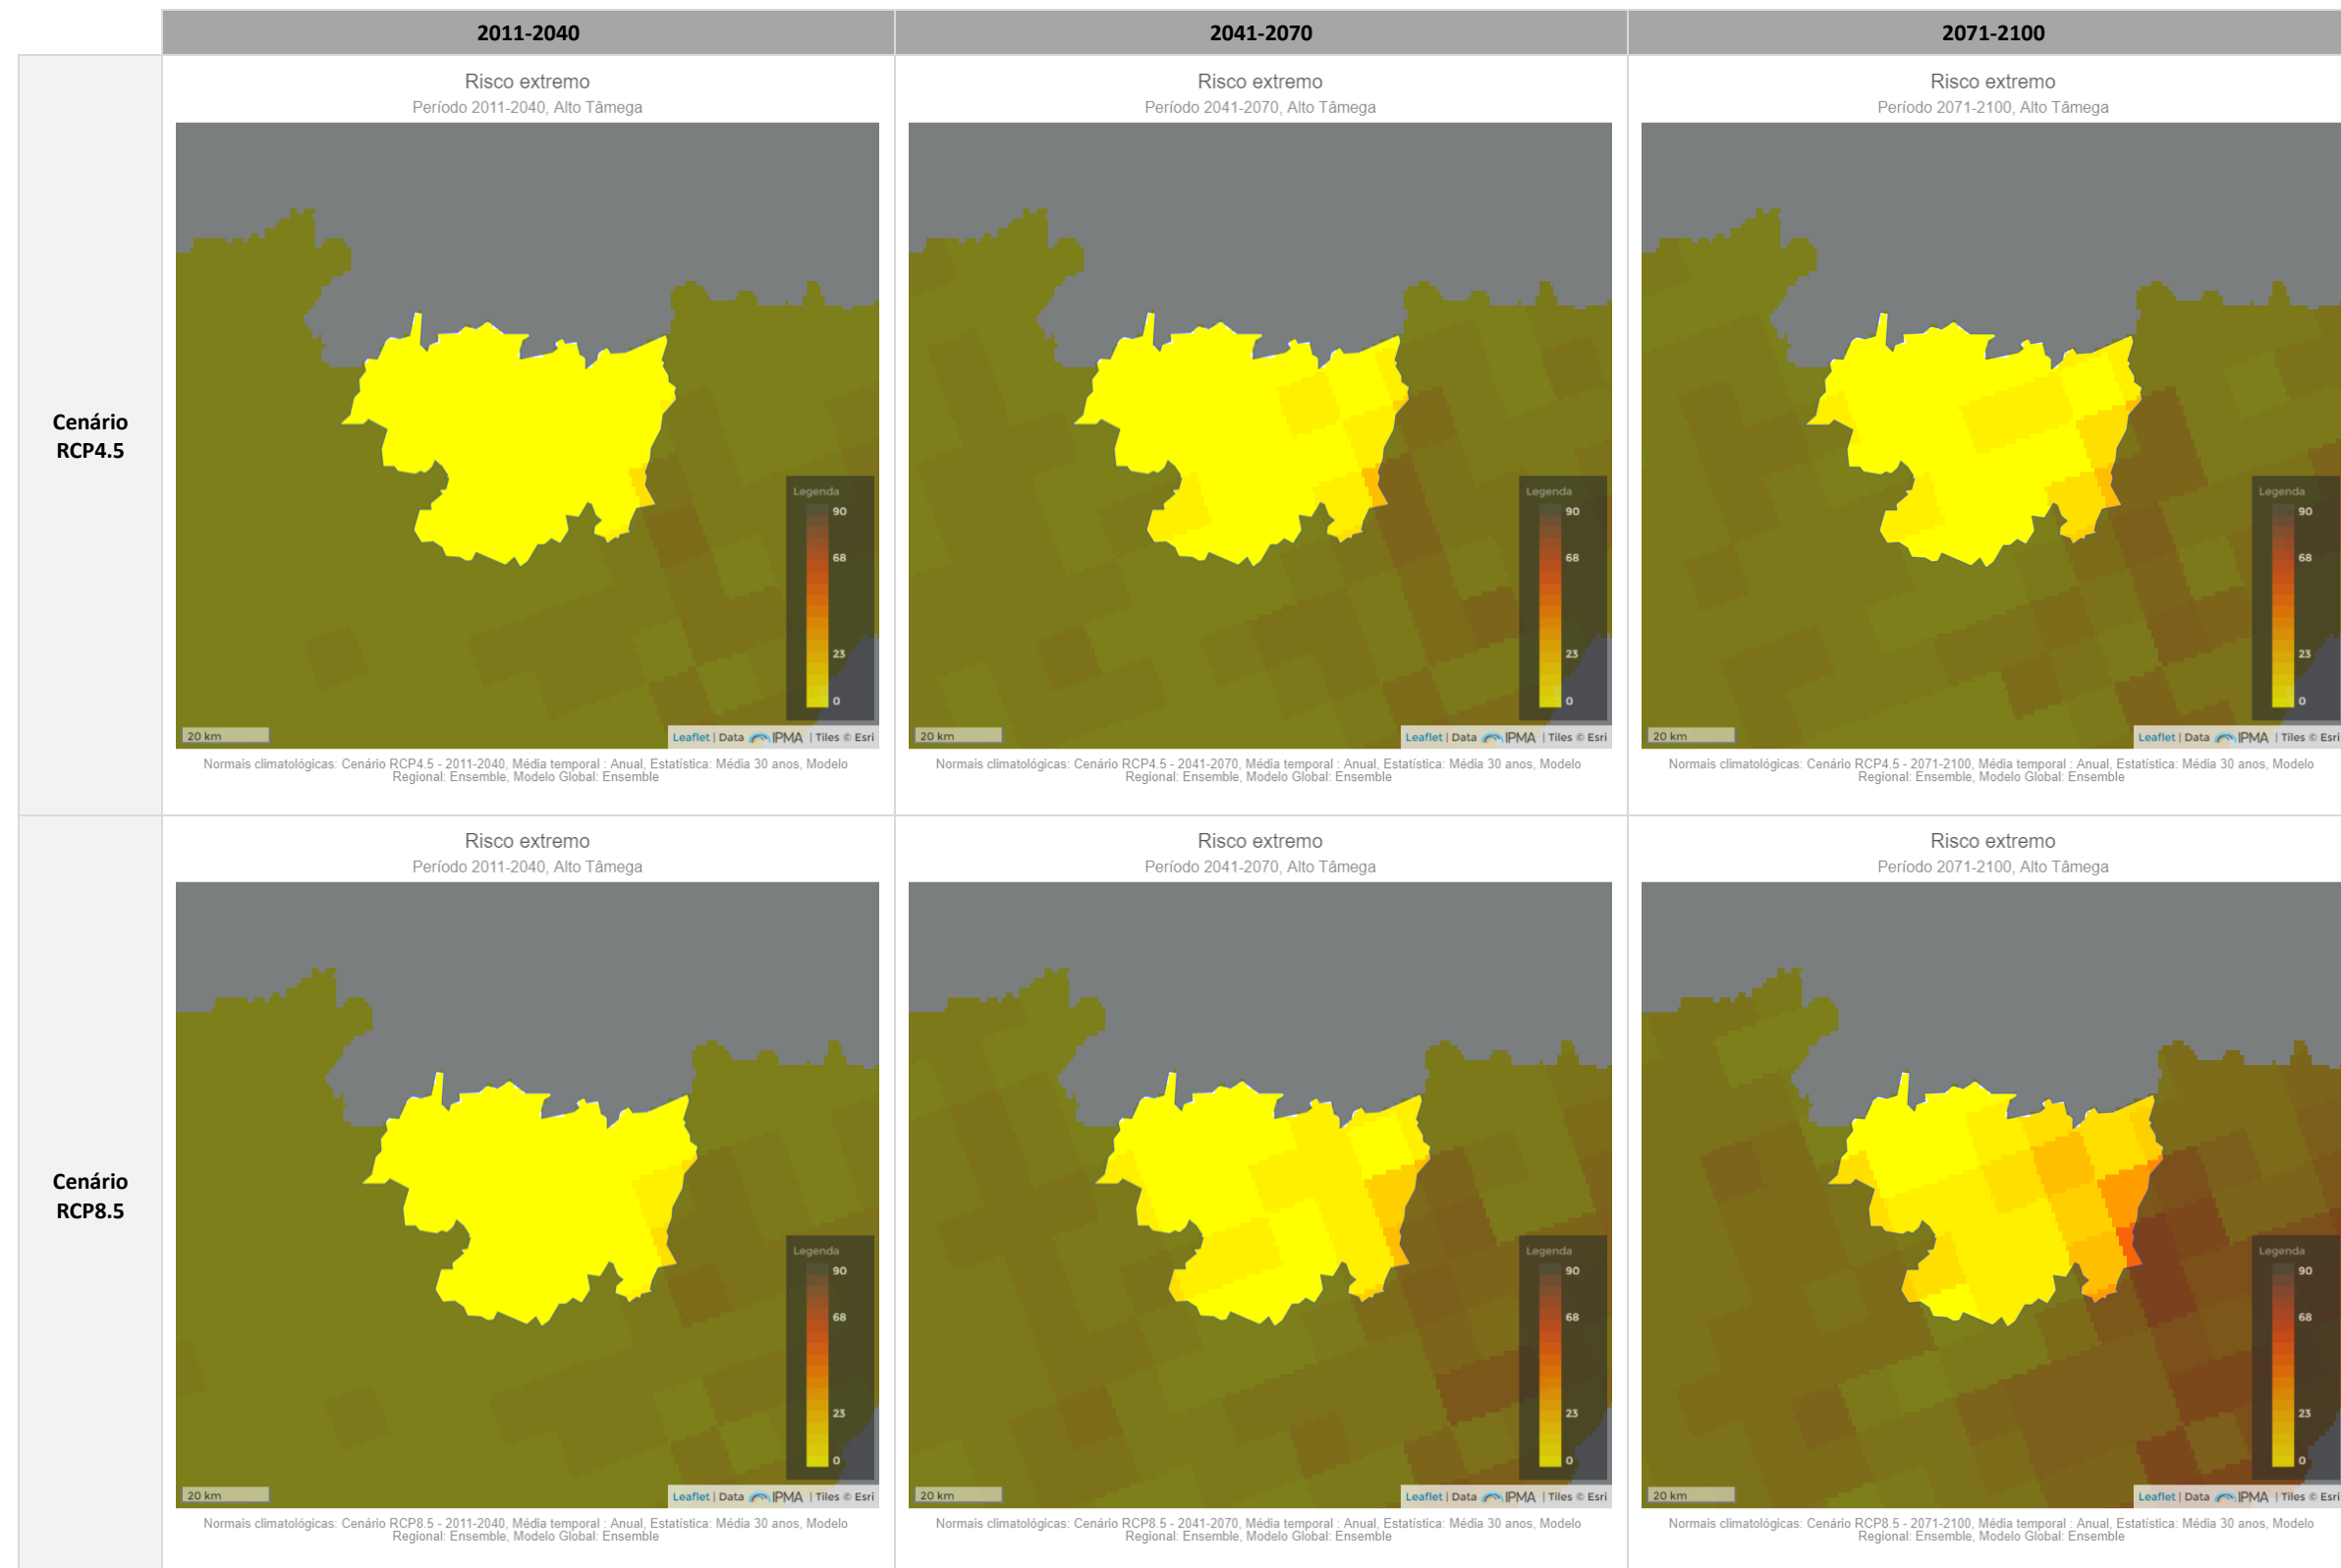 2011-2040
2041-2070
2071-2100
Cenário
RCP4.5
Risco extremo
Período 2011-2040, Alto Tâmega
Legenda
90
68
23
0
20 km
Leaflet | Data IPMA | Tiles © Esri
Normais climatológicas: Cenário RCP4.5 - 2011-2040, Média temporal : Anual, Estatística: Média 30 anos, Modelo
Regional: Ensemble, Modelo Global: Ensemble
Risco extremo
Período 2041-2070, Alto Tâmega
Legenda
90
68
23
0
20 km
Leaflet | Data IPMA | Tiles © Esri
Normais climatológicas: Cenário RCP4.5 - 2041-2070, Média temporal : Anual, Estatística: Média 30 anos, Modelo
Regional: Ensemble, Modelo Global: Ensemble
Risco extremo
Período 2071-2100, Alto Tâmega
Legenda
90
68
23
0
20 km
Leaflet | Data IPMA | Tiles © Esri
Normais climatológicas: Cenário RCP4.5 - 2071-2100, Média temporal : Anual, Estatística: Média 30 anos, Modelo
Regional: Ensemble, Modelo Global: Ensemble
Cenário
RCP8.5
Risco extremo
Período 2011-2040, Alto Tâmega
Legenda
90
68
23
0
20 km
Leaflet | Data IPMA | Tiles © Esri
Normais climatológicas: Cenário RCP8.5 - 2011-2040, Média temporal : Anual, Estatística: Média 30 anos, Modelo
Regional: Ensemble, Modelo Global: Ensemble
Risco extremo
Período 2041-2070, Alto Tâmega
Legenda
90
68
23
0
20 km
Leaflet | Data IPMA | Tiles © Esri
Normais climatológicas: Cenário RCP8.5 - 2041-2070, Média temporal : Anual, Estatística: Média 30 anos, Modelo
Regional: Ensemble, Modelo Global: Ensemble
Risco extremo
Período 2071-2100, Alto Tâmega
Legenda
90
68
23
0
20 km
Leaflet | Data IPMA | Tiles © Esri
Normais climatológicas: Cenário RCP8.5 - 2071-2100, Média temporal : Anual, Estatística: Média 30 anos, Modelo
Regional: Ensemble, Modelo Global: Ensemble